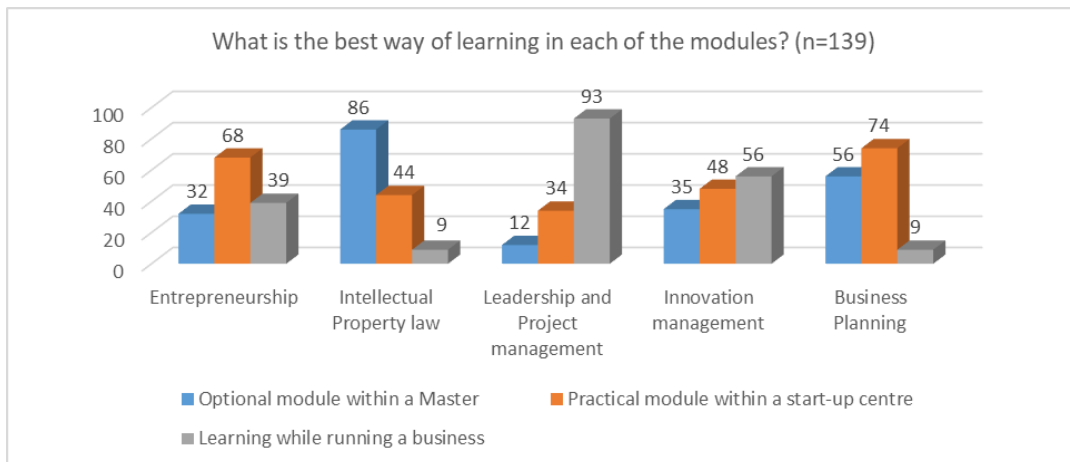 What is the best way of learning in each of the modules? (n=139)
100
80
60
40
20
0
32
68
39
86
44
9
12
34
93
35
48
56
56
74
9
Entrepreneurship
Intellectual
Property law
Leadership and
Project
management
Innovation
management
Business
Planning
Optional module within a Master
Practical module within a start-up centre
Learning while running a business